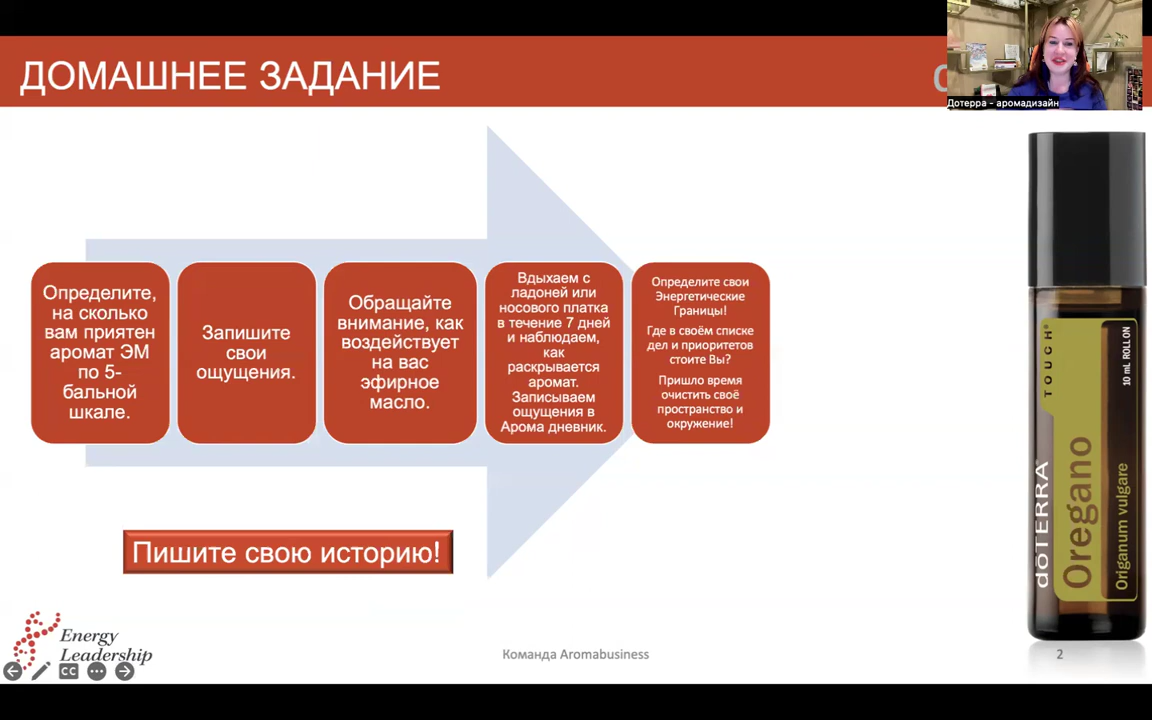 ДОМАШНЕЕ ЗАДАНИЕ
Дотерра - аромадизайн
Определите,
на сколько
вам приятен
аромат ЭМ
по 5-
бальной
шкале.
Запишите
свои
ощущения.
Обращайте
внимание, как
воздействует
на вас
эфирное
масло.
Вдыхаем с
ладоней или
носового платка
в течение 7 дней
и наблюдаем,
как
раскрывается
аромат.
Записываем
ощущения в
Арома дневник.
Определите свои
Энергетические
Границы!
Где в своём списке
дел и приоритетов
стоите Вы?
Пришло время
очистить своё
пространство и
окружение!
Пишите свою историю!
TOUCH®
10 mL ROLL ON
dōTERRA®
Oregano
Origanum vulgare
Energy
Leadership
CC
Команда Aromabusiness
2